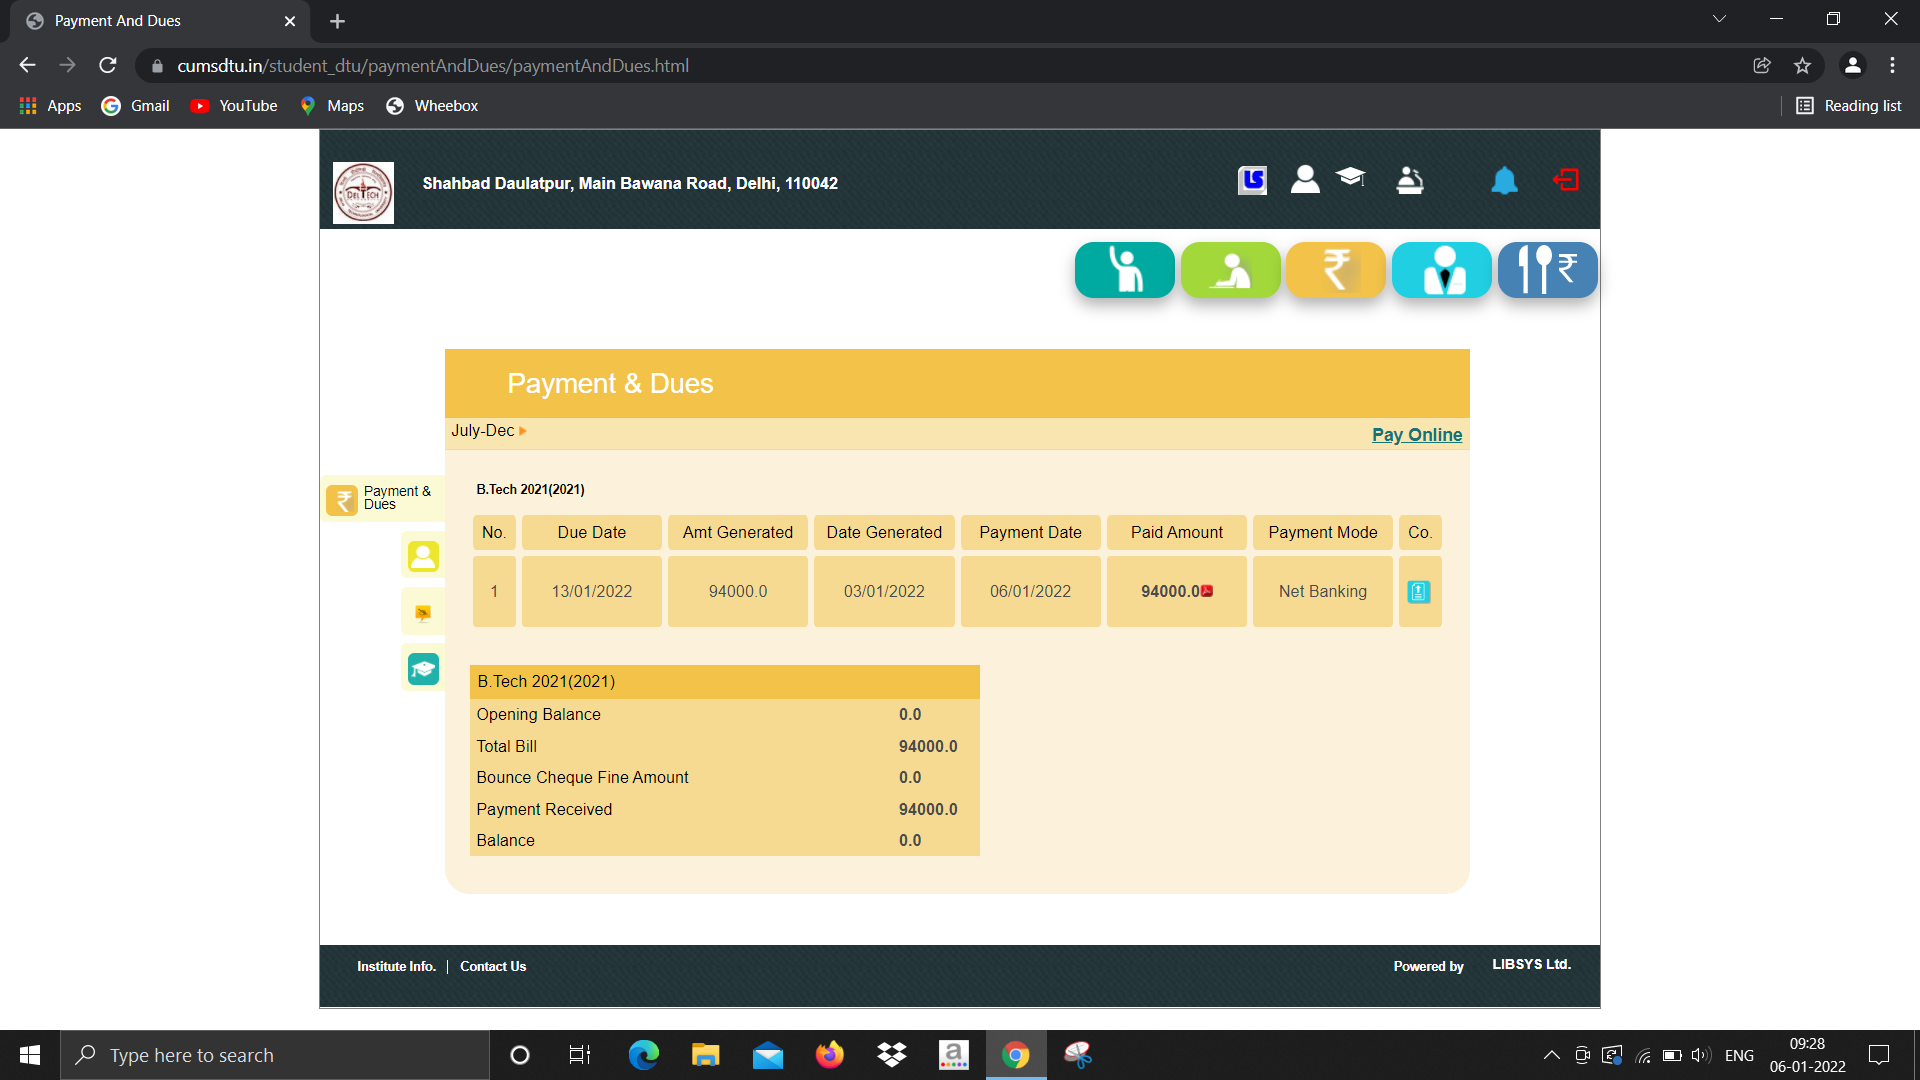 Payment And Dues
cumsdtu.in/student_dtu/paymentAndDues/paymentAndDues.html
Apps Gmail YouTube Maps Wheebox Reading list
DELTECH
Shahbad Daulatpur, Main Bawana Road, Delhi, 110042
LS
Payment & Dues
July-Dec
Pay Online
Payment &
Dues
B.Tech 2021(2021)
No. Due Date Amt Generated Date Generated Payment Date Paid Amount Payment Mode Co.
1 13/01/2022 94000.0 03/01/2022 06/01/2022 94000.0 Net Banking
B.Tech 2021(2021)
Opening Balance 0.0
Total Bill 94000.0
Bounce Cheque Fine Amount 0.0
Payment Received 94000.0
Balance 0.0
Institute Info. | Contact Us Powered by LIBSYS Ltd.
Type here to search
a
ENG
09:28
06-01-2022